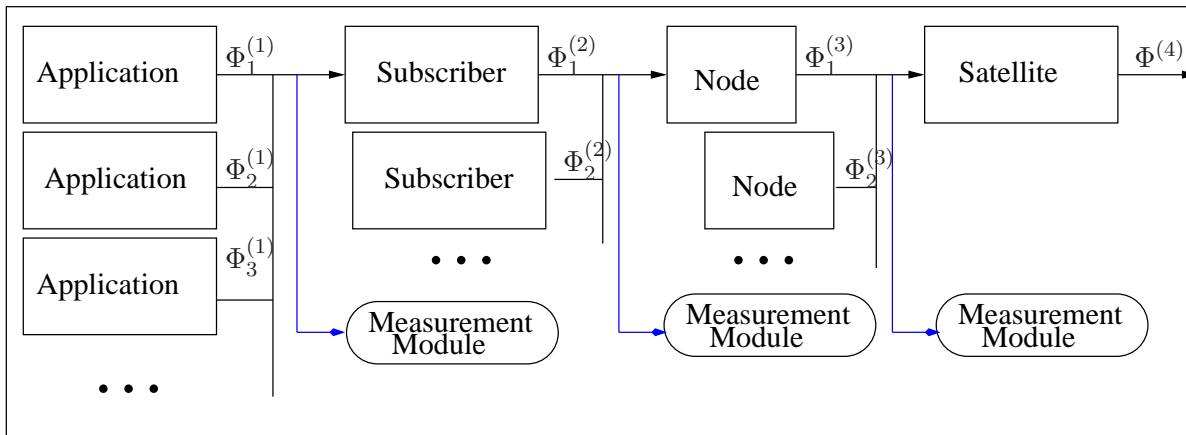 Application
Φ₁⁽¹⁾
Subscriber
Φ₁⁽²⁾
Node
Φ₁⁽³⁾
Satellite
Φ⁽⁴⁾
Application
Φ₂⁽¹⁾
Subscriber
Φ₂⁽²⁾
Node
Φ₂⁽³⁾
Application
Φ₃⁽¹⁾
• • •
• • •
Measurement
Module
Measurement
Module
Measurement
Module
• • •